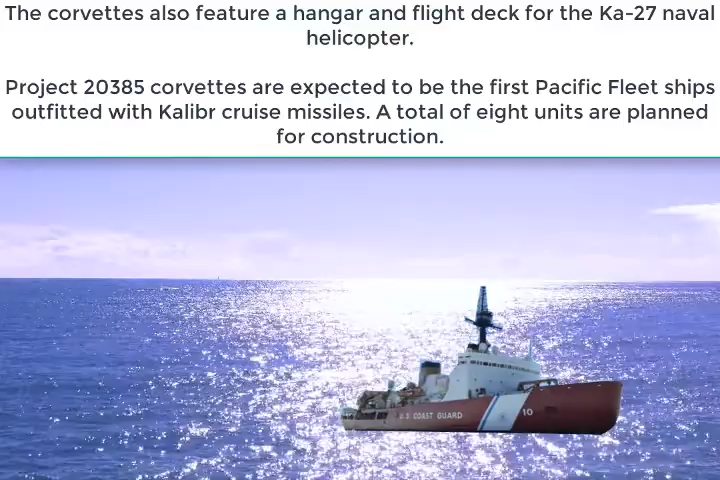 The corvettes also feature a hangar and flight deck for the Ka-27 naval
helicopter.
Project 20385 corvettes are expected to be the first Pacific Fleet ships
outfitted with Kalibr cruise missiles. A total of eight units are planned
for construction.
U S COAST GUARD
10